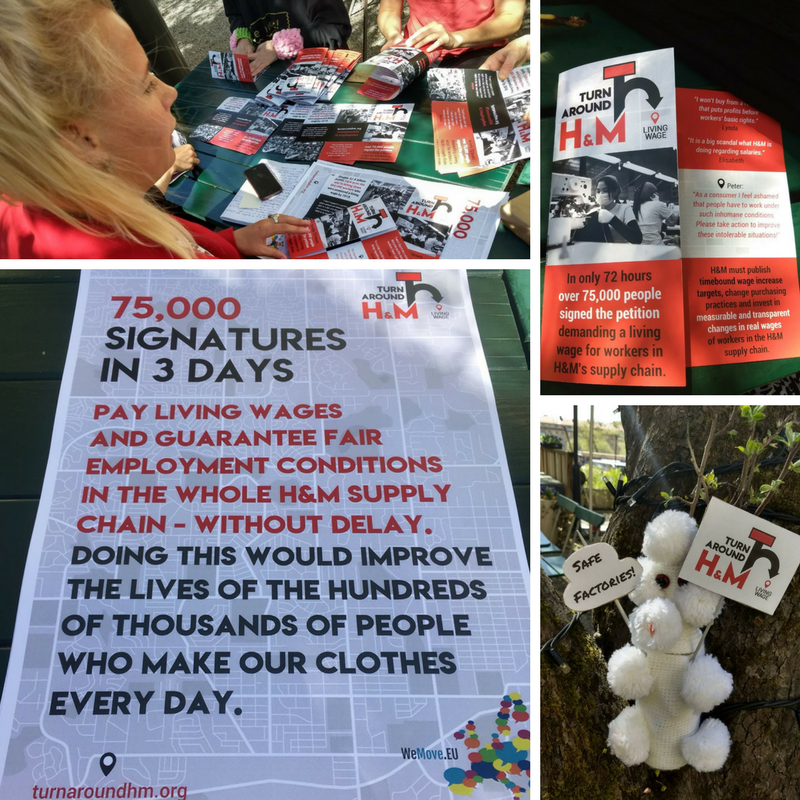 75,000
TURN
AROUND
H&M
LIVING
WAGE
"I won't buy from a
that puts profits before
workers' basic rights."
Lynda
"It is a big scandal what H&M is
doing regarding salaries."
Elisabeth
Peter:
"As a consumer I feel ashamed
that people have to work under
such inhumane conditions.
Please take action to improve
these intolerable situations!"
In only 72 hours
over 75,000 people
signed the petition
demanding a living
wage for workers in
H&M's supply chain.
H&M must publish
timebound wage increase
targets, change purchasing
practices and invest in
measurable and transparent
changes in real wages
of workers in the H&M
supply chain.
75,000
SIGNATURES
IN 3 DAYS
TURN
AROUND
H&M
LIVING
WAGE
PAY LIVING WAGES
AND GUARANTEE FAIR
EMPLOYMENT CONDITIONS
IN THE WHOLE H&M SUPPLY
CHAIN - WITHOUT DELAY.
DOING THIS WOULD IMPROVE
THE LIVES OF THE HUNDREDS
OF THOUSANDS OF PEOPLE
WHO MAKE OUR CLOTHES
EVERY DAY.
WeMove.EU
turnaroundhm.org
SAFE
FACTORIES!
TURN
AROUND
H&M
LIVING
WAGE